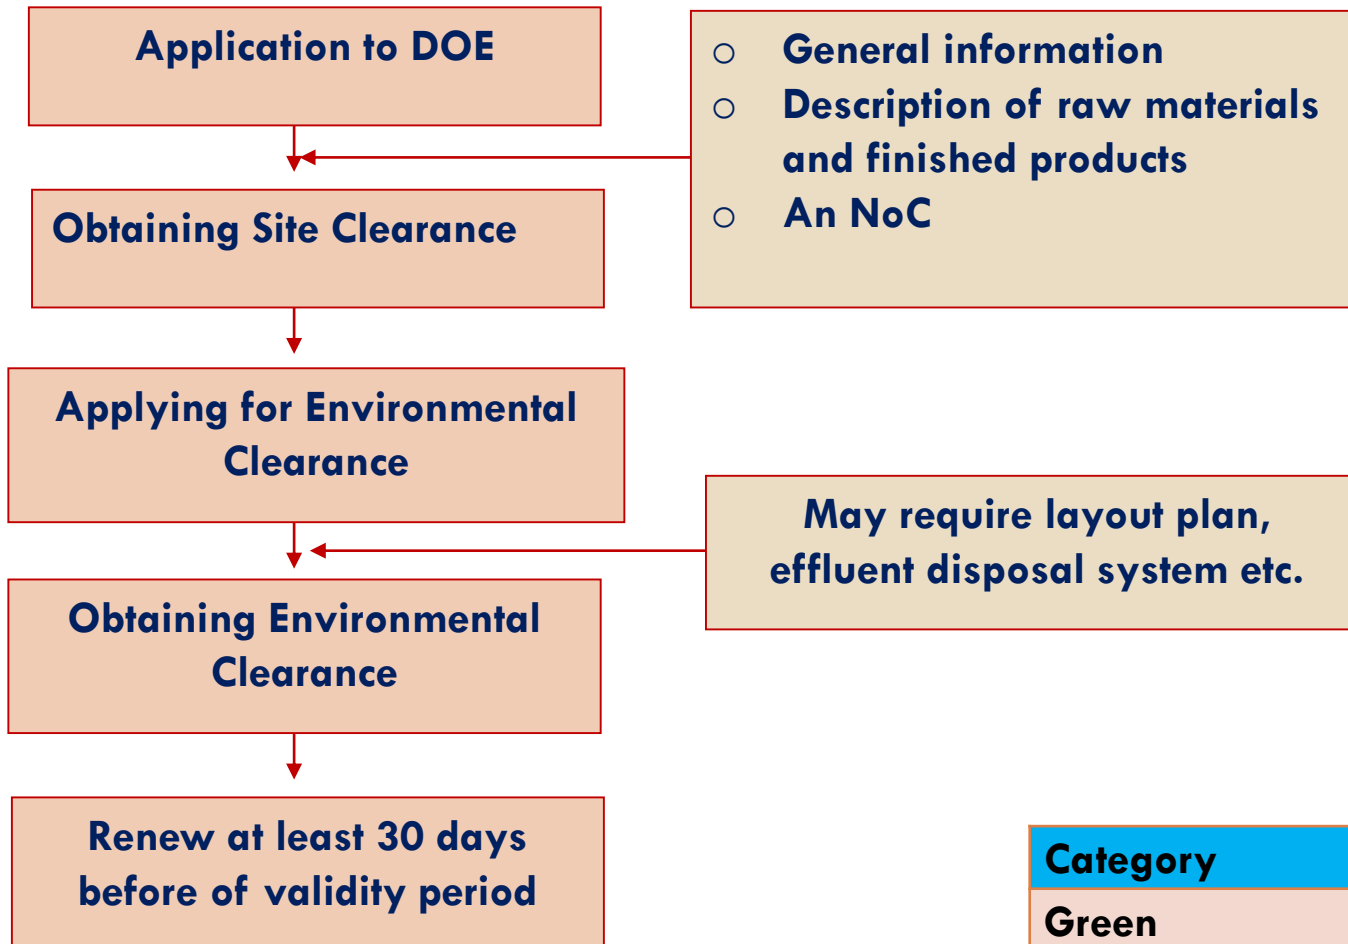 Application to DOE
○ General information
○ Description of raw materials
and finished products
○ An NoC
Obtaining Site Clearance
Applying for Environmental
Clearance
May require layout plan,
effluent disposal system etc.
Obtaining Environmental
Clearance
Renew at least 30 days
before of validity period
Category
Green